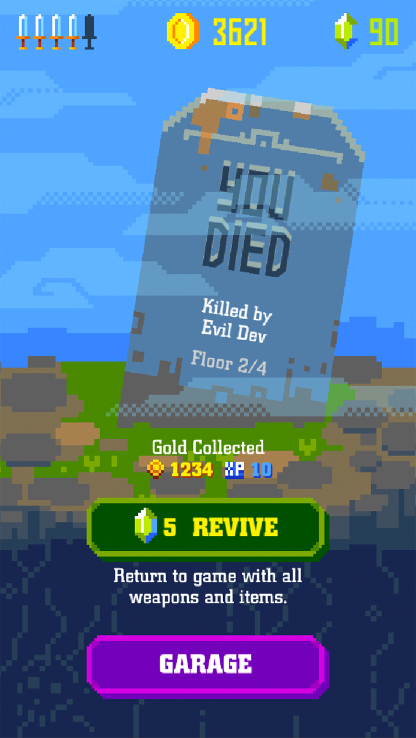 3621
90
YOU
DIED
Killed by
Evil Dev
Floor 2/4
Gold Collected
1234 XP 10
5 REVIVE
Return to game with all
weapons and items.
GARAGE